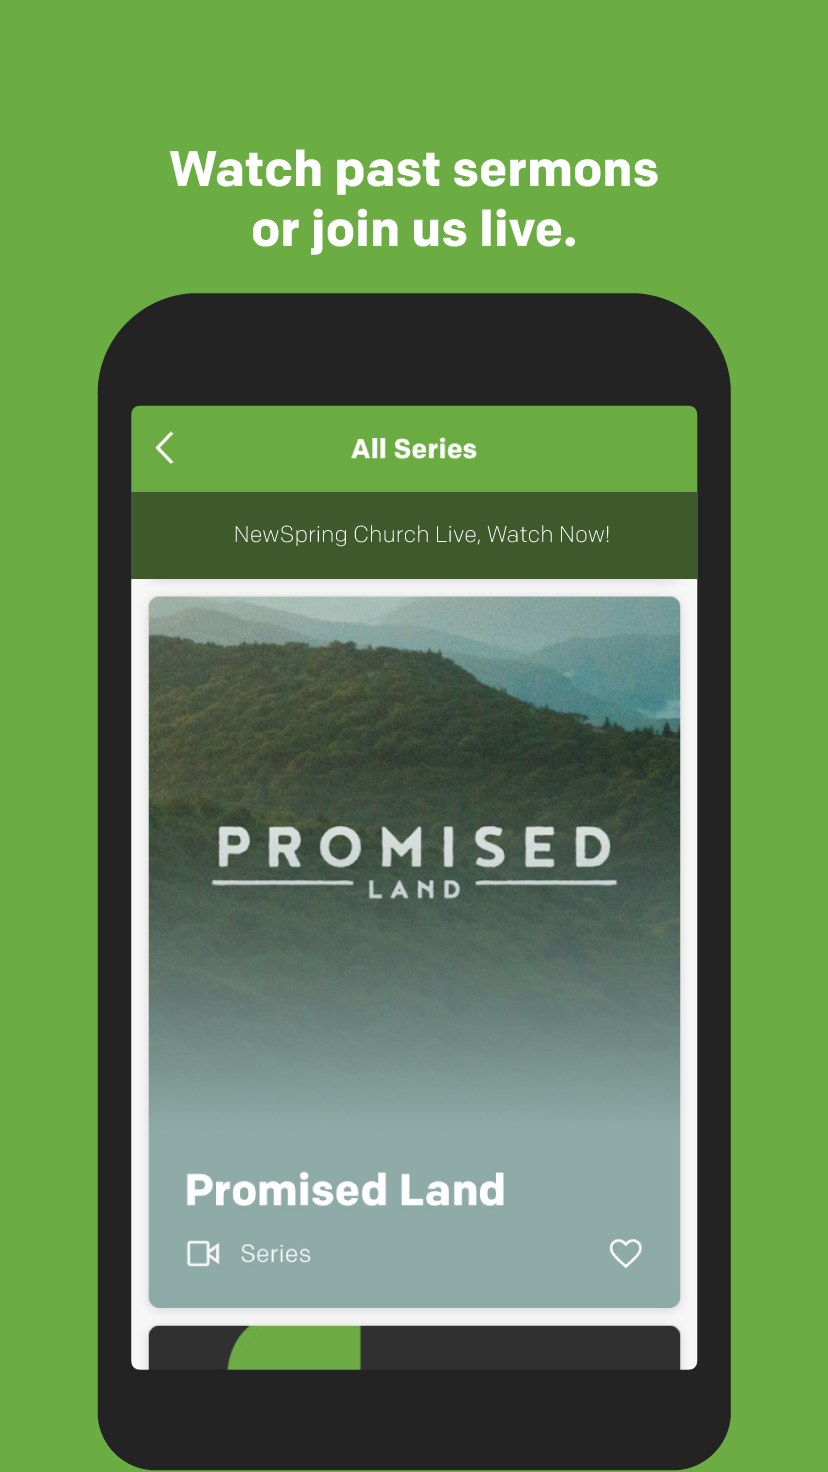 Watch past sermons
or join us live.
All Series
NewSpring Church Live, Watch Now!
PROMISED
LAND
Promised Land
Series